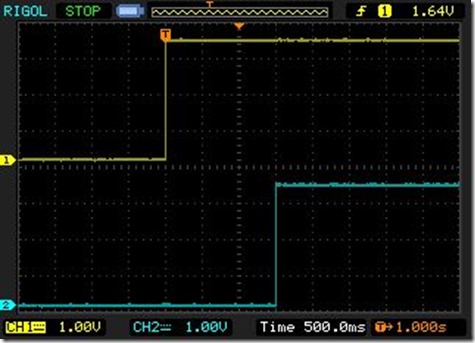 RIGOL STOP 1 1.64V
T
T
1
2
CH1 1.00V CH2 1.00V Time 500.0ms T→1.000s